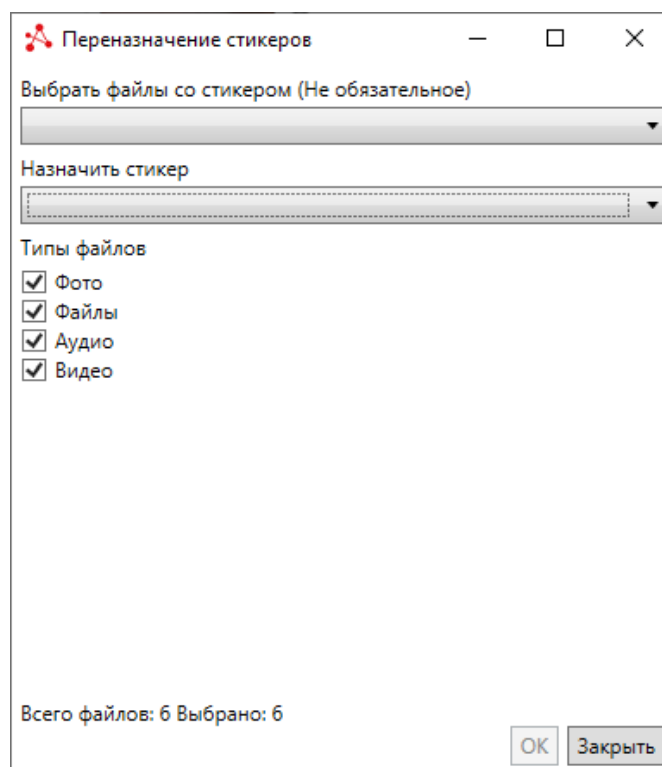 Переназначение стикеров
Выбрать файлы со стикером (Не обязательное)
Назначить стикер
Типы файлов
Фото
Файлы
Аудио
Видео
Всего файлов: 6 Выбрано: 6
OK Закрыть